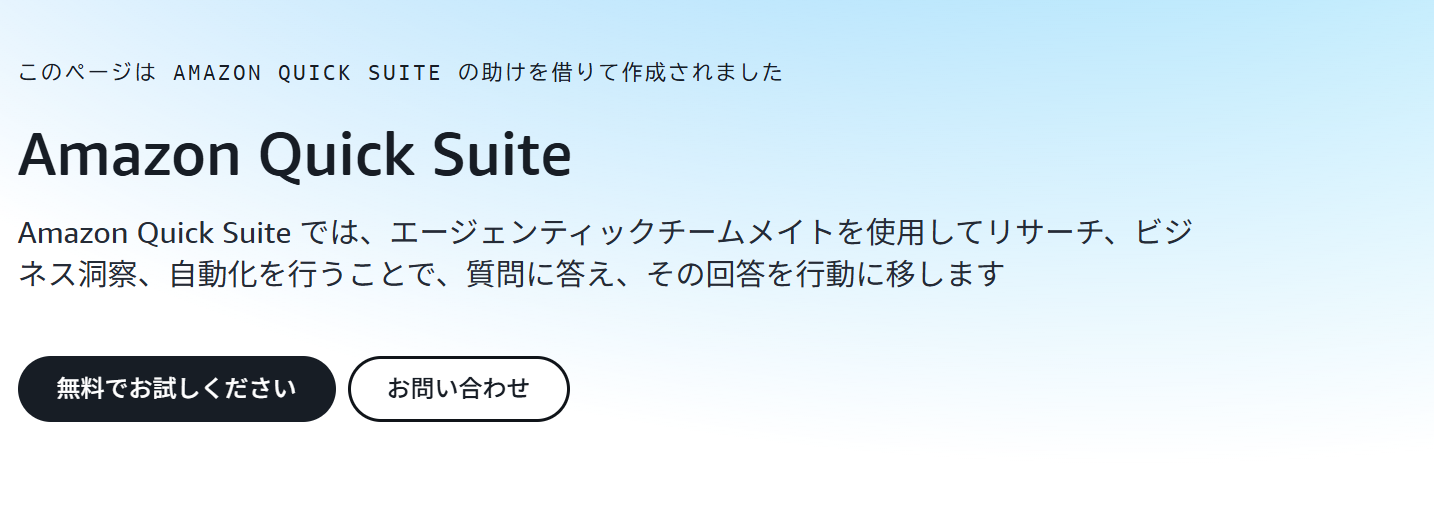 このページは AMAZON QUICK SUITE の助けを借りて作成されました
Amazon Quick Suite
Amazon Quick Suite では、エージェンティックチームメイトを使用してリサーチ、ビジ
ネス洞察、自動化を行うことで、質問に答え、その回答を行動に移します
無料でお試しください
お問い合わせ